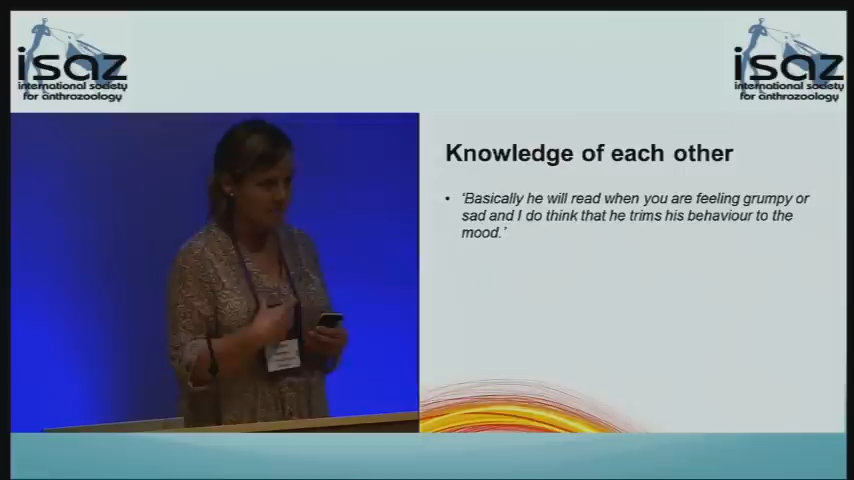 isaz
international society
for anthrozoology
isaz
international society
for anthrozoology
Knowledge of each other
• ‘Basically he will read when you are feeling grumpy or
sad and I do think that he trims his behaviour to the
mood.’